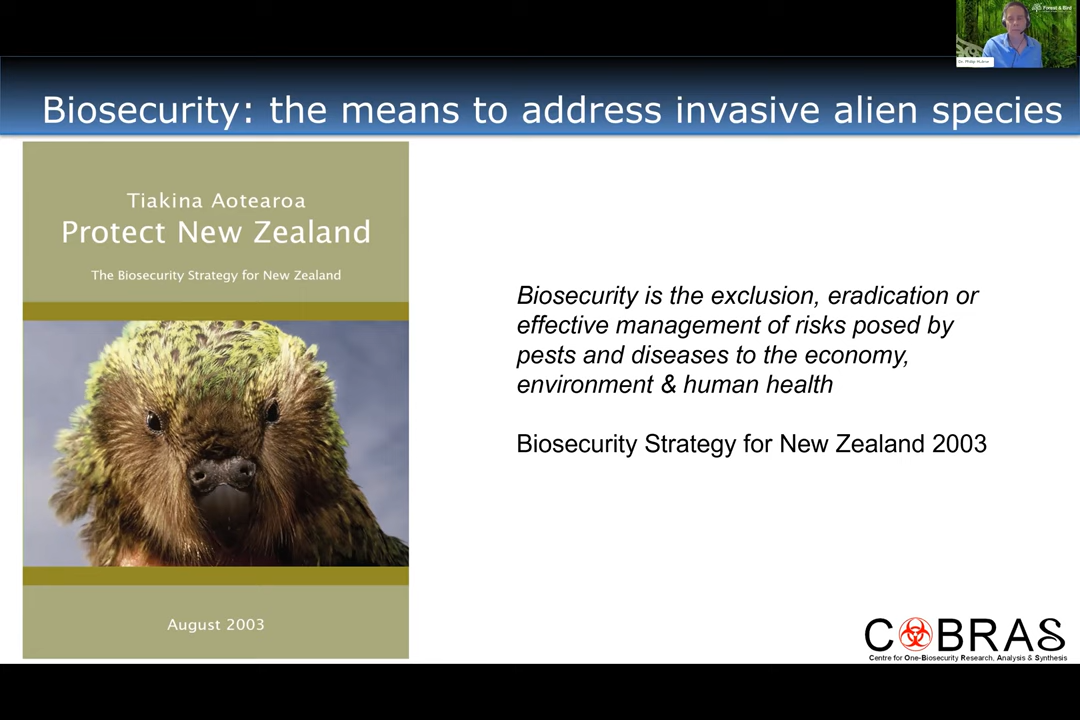 Forest & Bird
Biosecurity: the means to address invasive alien species
Tiakina Aotearoa
Protect New Zealand
The Biosecurity Strategy for New Zealand
August 2003
Biosecurity is the exclusion, eradication or
effective management of risks posed by
pests and diseases to the economy,
environment & human health
Biosecurity Strategy for New Zealand 2003
COBRAS
Centre for One-Biosecurity Research, Analysis & Synthesis